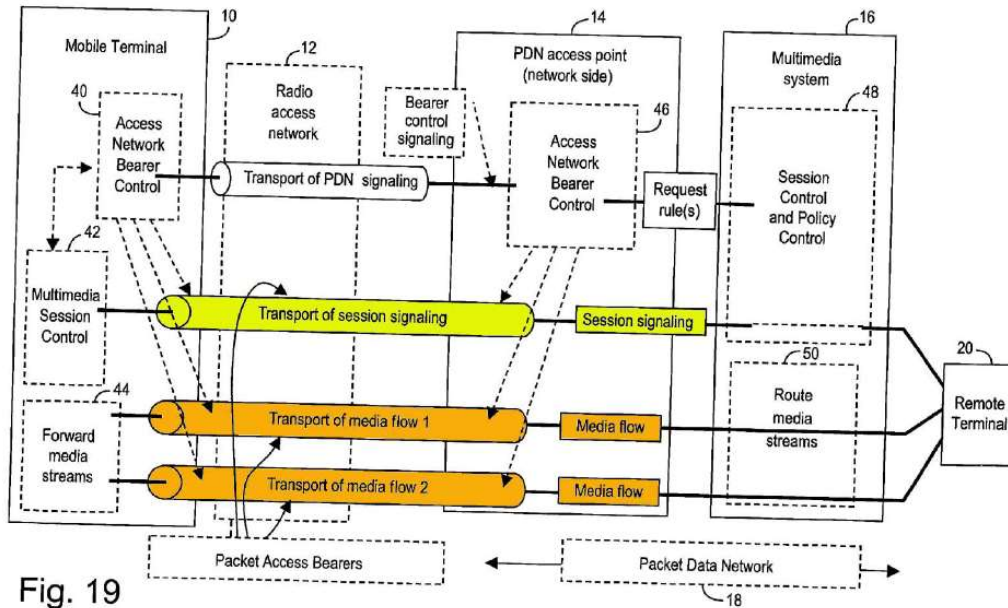 10
12
14
16
Mobile Terminal
PDN access point
(network side)
Multimedia
system
40
Access
Network
Bearer
Control
Radio
access
network
Bearer
control
signaling
46
Access
Network
Bearer
Control
48
Session
Control
and Policy
Control
Transport of PDN signaling
Request
rule(s)
42
Multimedia
Session
Control
Transport of session signaling
Session signaling
44
Forward
media
streams
Transport of media flow 1
Media flow
Transport of media flow 2
Media flow
50
Route
media
streams
20
Remote
Terminal
Packet Access Bearers
Packet Data Network
18
Fig. 19